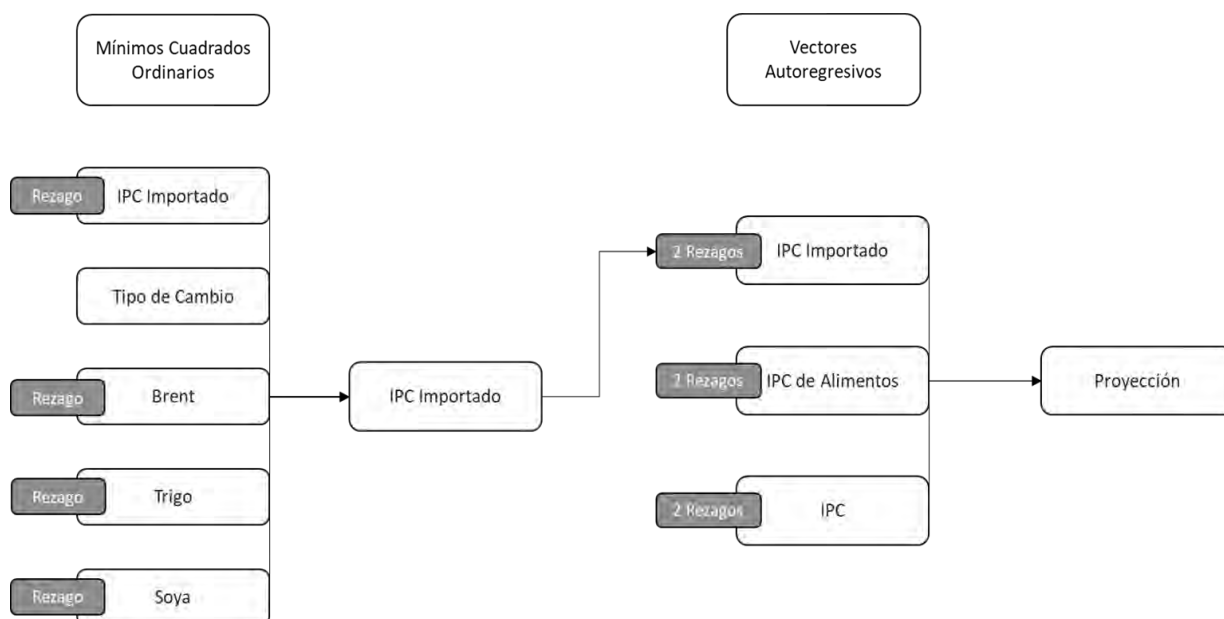 Mínimos Cuadrados
Ordinarios
Vectores
Autoregresivos
Rezago
IPC Importado
Tipo de Cambio
Rezago
Brent
Rezago
Trigo
Rezago
Soya
IPC Importado
2 Rezagos
IPC Importado
2 Rezagos
IPC de Alimentos
2 Rezagos
IPC
Proyección